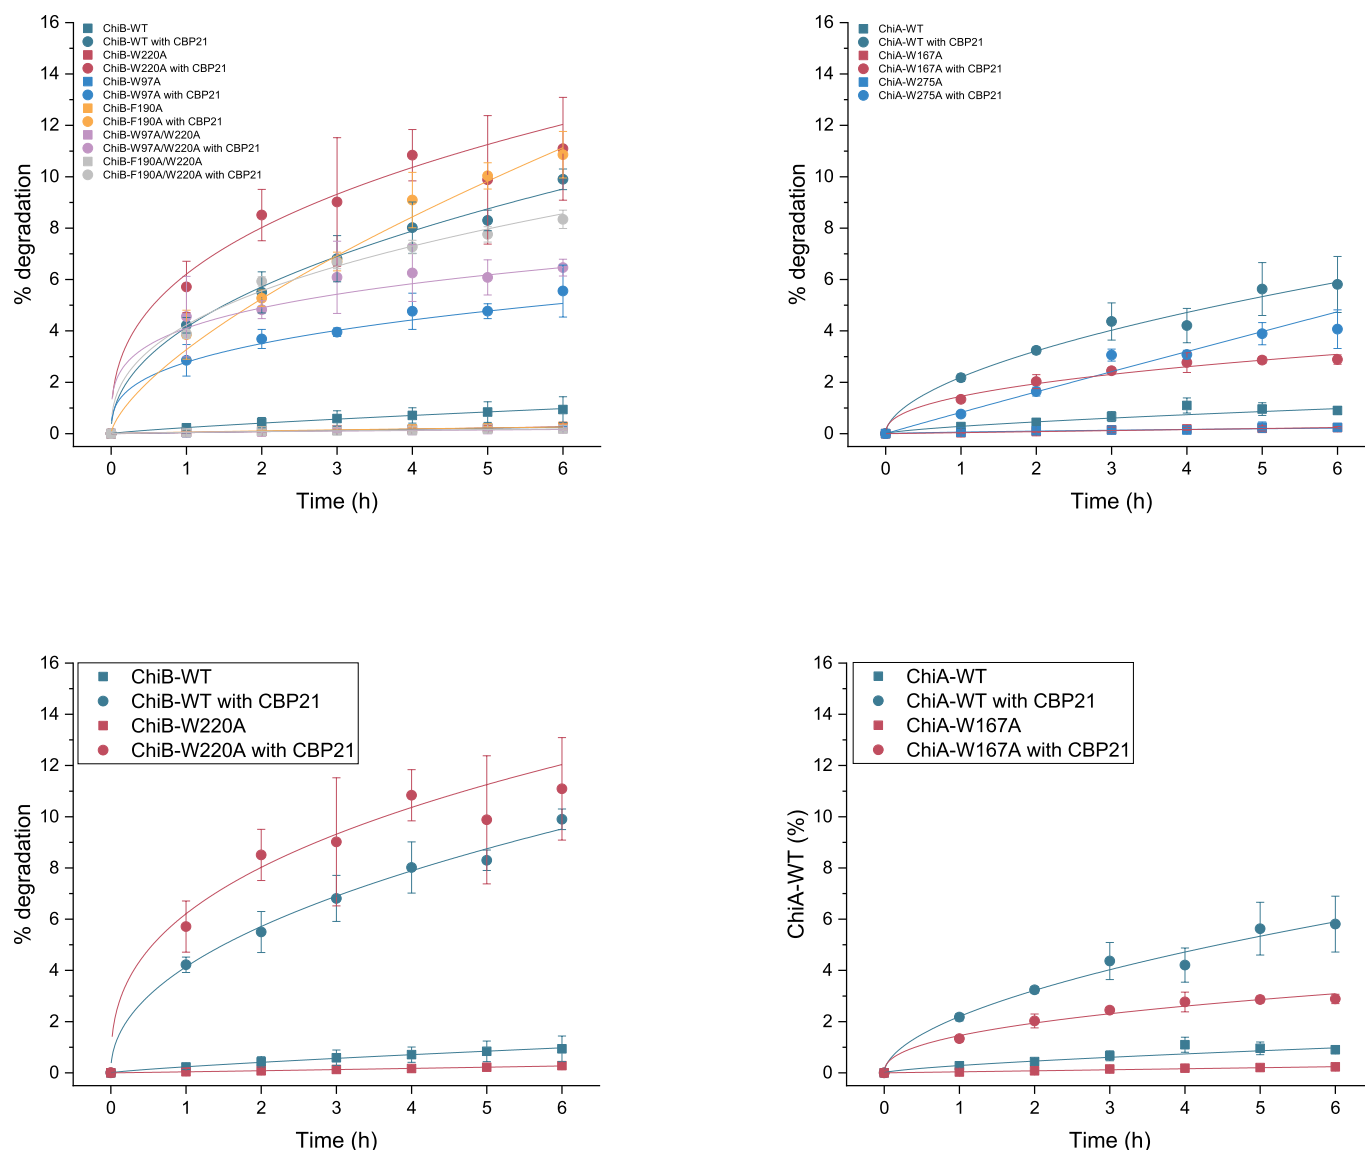 16
14
12
10
8
6
4
2
0
% degradation
ChiB-WT
ChiB-WT with CBP21
ChiB-W220A
ChiB-W220A with CBP21
ChiB-W97A
ChiB-W97A with CBP21
ChiB-F190A
ChiB-F190A with CBP21
ChiB-W97A/W220A
ChiB-W97A/W220A with CBP21
ChiB-F190A/W220A
ChiB-F190A/W220A with CBP21
0 1 2 3 4 5 6
Time (h)
16
14
12
10
8
6
4
2
0
% degradation
ChiA-WT
ChiA-WT with CBP21
ChiA-W167A
ChiA-W167A with CBP21
ChiA-W275A
ChiA-W275A with CBP21
0 1 2 3 4 5 6
Time (h)
16
14
12
10
8
6
4
2
0
% degradation
ChiB-WT
ChiB-WT with CBP21
ChiB-W220A
ChiB-W220A with CBP21
0 1 2 3 4 5 6
Time (h)
16
14
12
10
8
6
4
2
0
ChiA-WT (%)
ChiA-WT
ChiA-WT with CBP21
ChiA-W167A
ChiA-W167A with CBP21
0 1 2 3 4 5 6
Time (h)